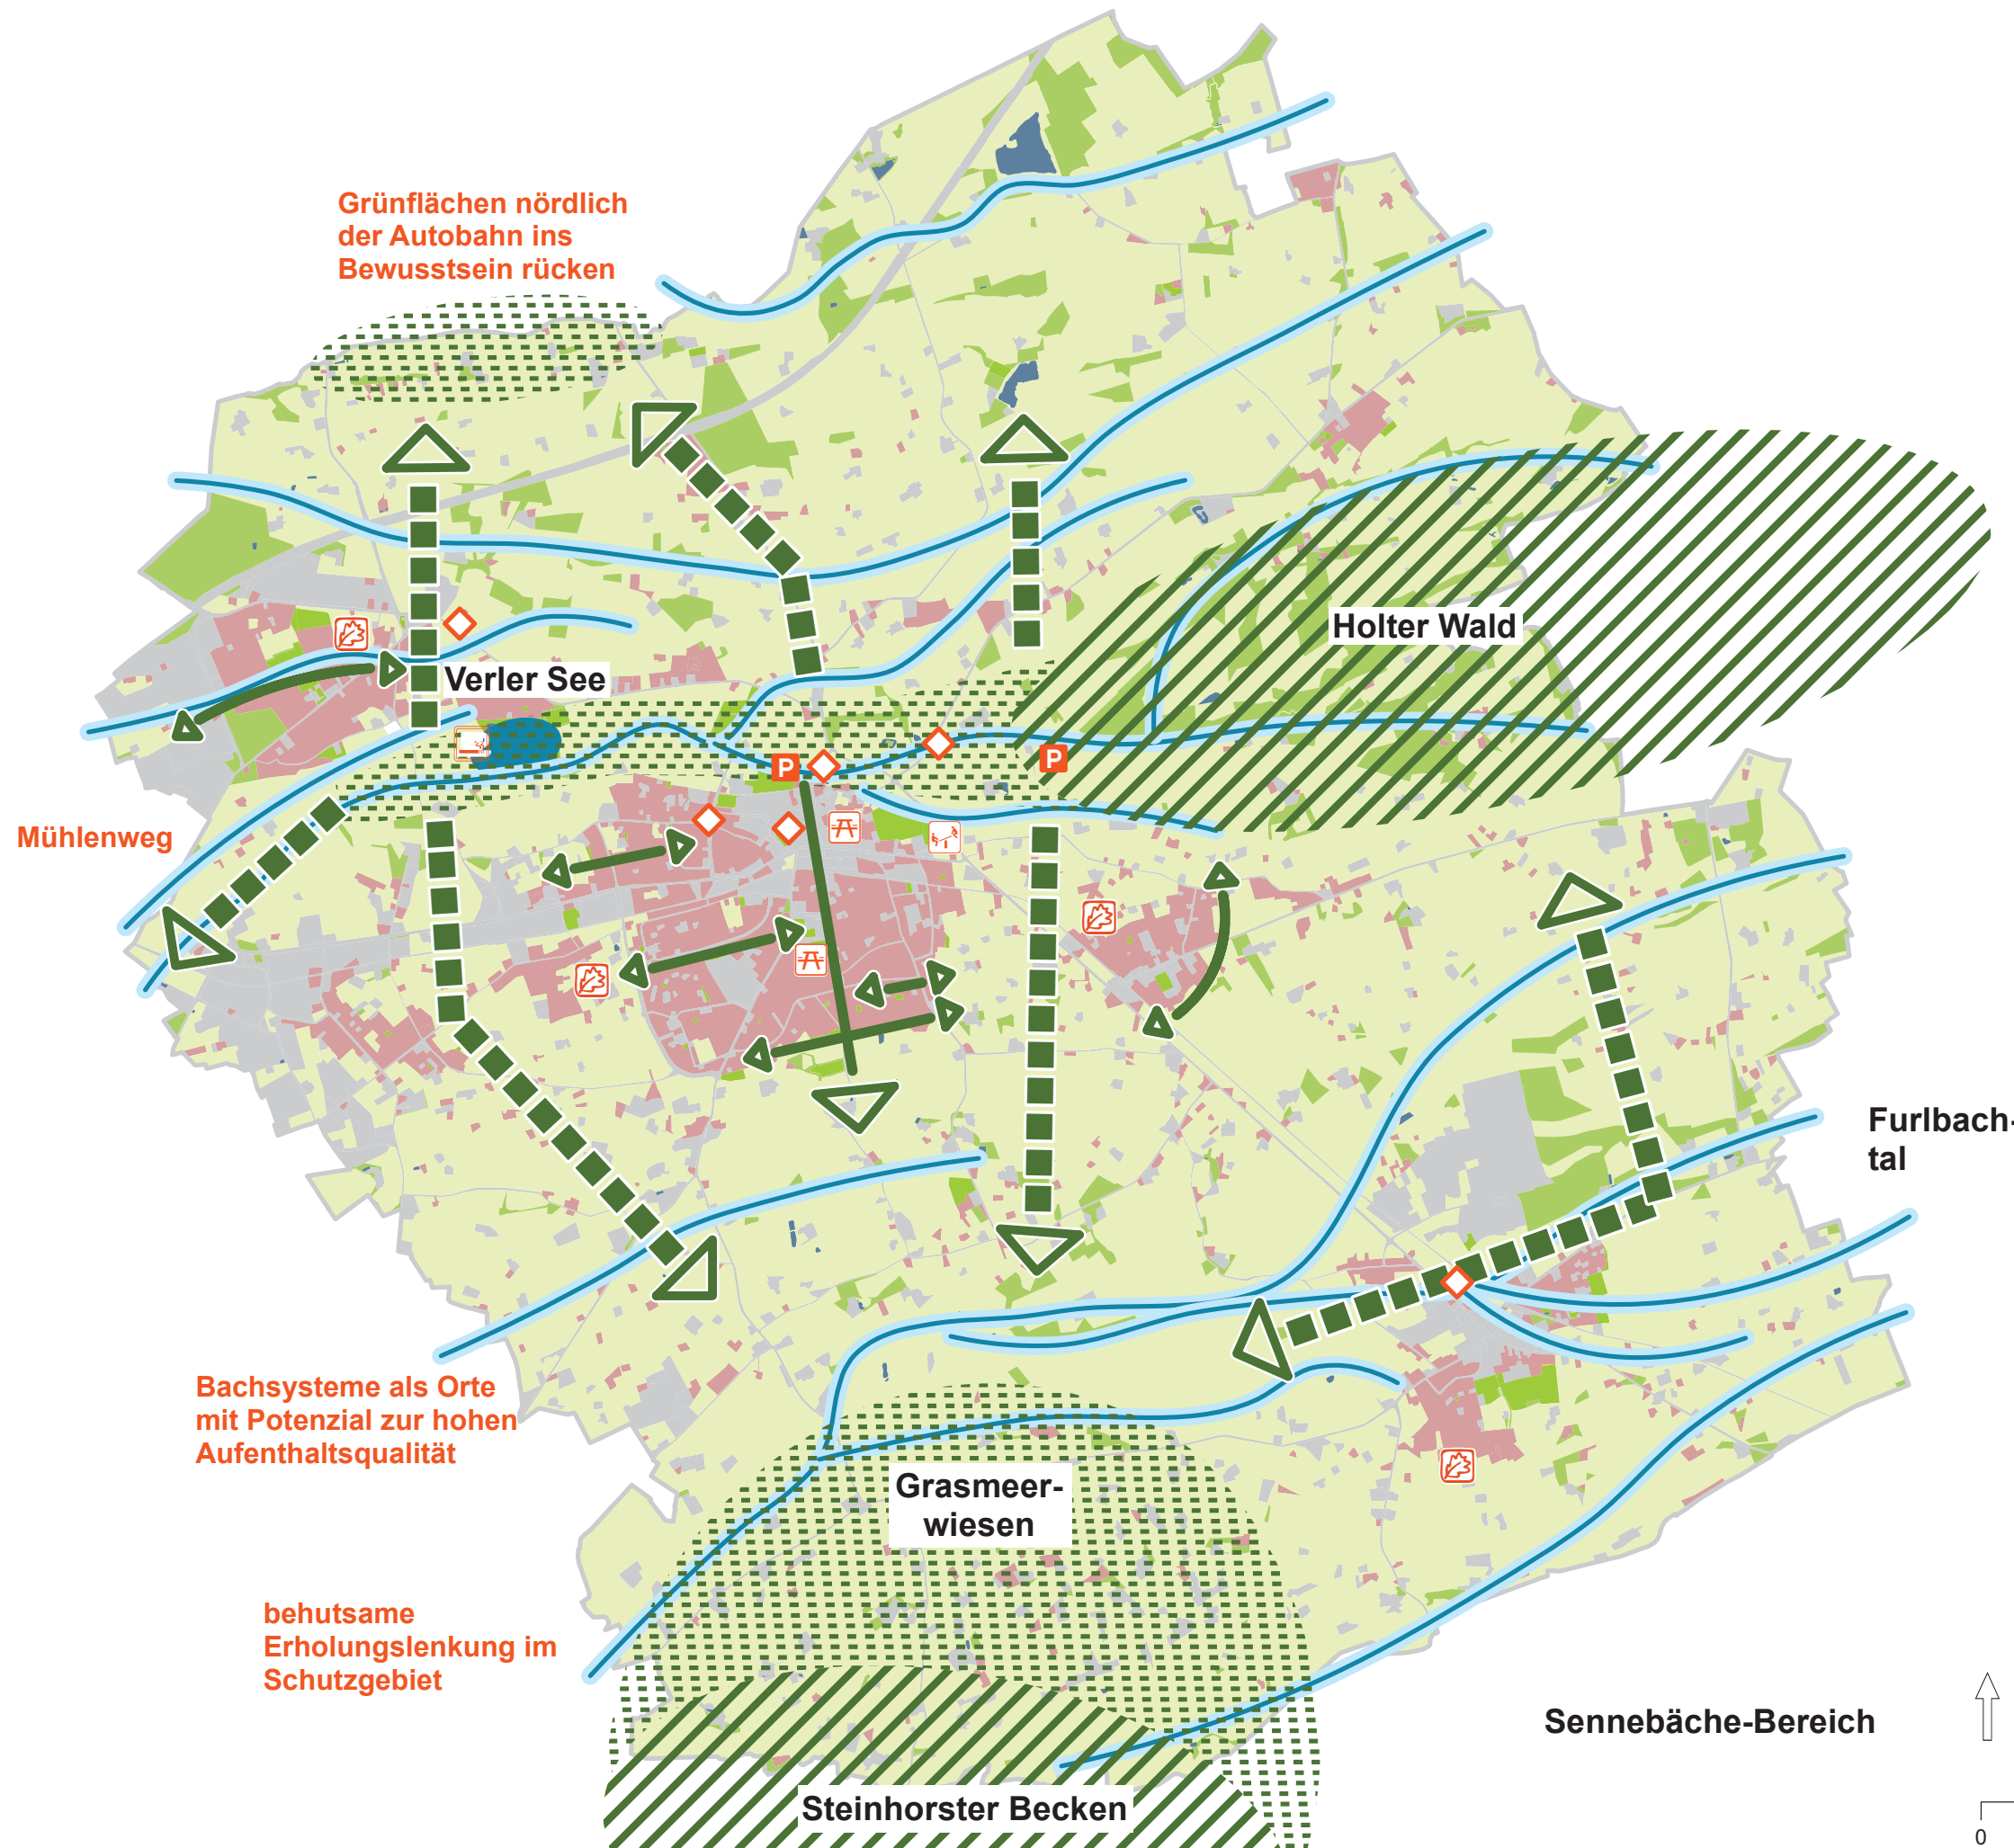 Grünflächen nördlich
der Autobahn ins
Bewusstsein rücken
Holter Wald
Verler See
P
P
Mühlenweg
Furlbach-
tal
Bachsysteme als Orte
mit Potenzial zur hohen
Aufenthaltsqualität
Grasmeer-
wiesen
behutsame
Erholungslenkung im
Schutzgebiet
Sennebäche-Bereich
Steinhorster Becken
0